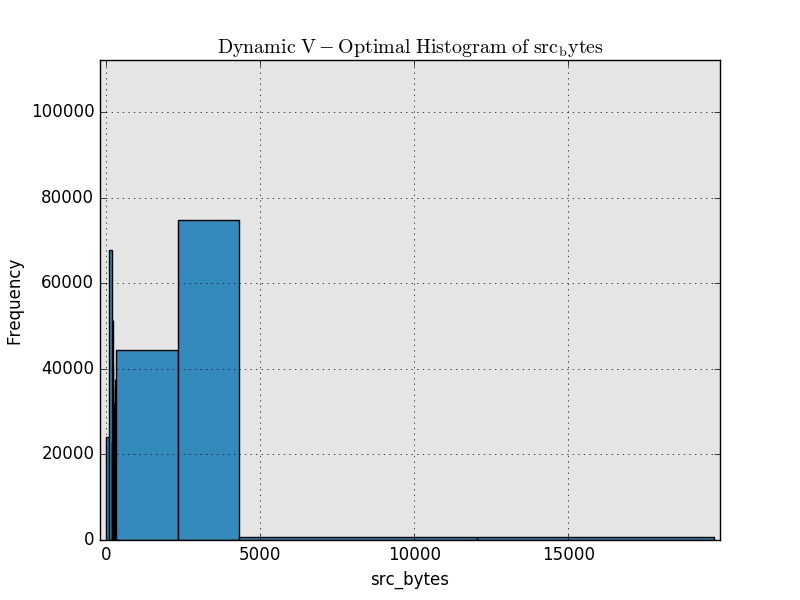 Dynamic V − Optimal Histogram of src_bytes
100000
80000
60000
40000
20000
0
Frequency
0 5000 10000 15000
src_bytes